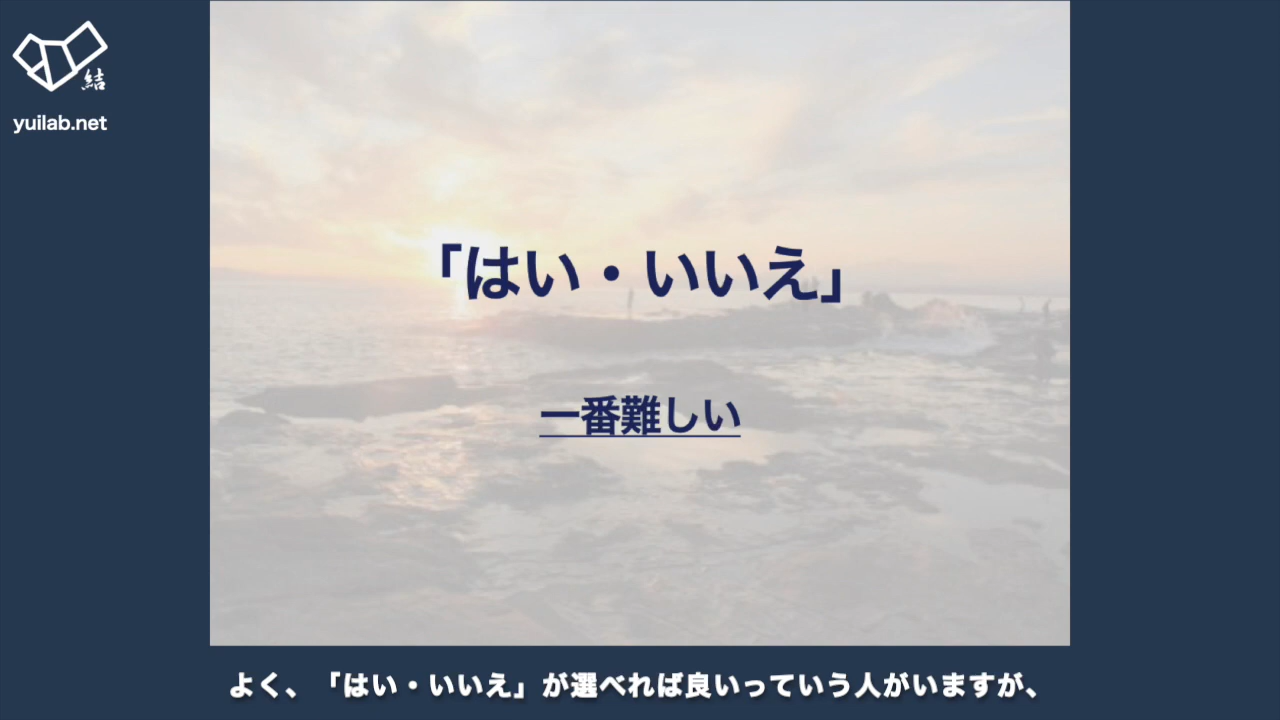 結
yuilab.net
「はい・いいえ」
一番難しい
よく、「はい・いいえ」が選べれば良いっていう人がいますが、